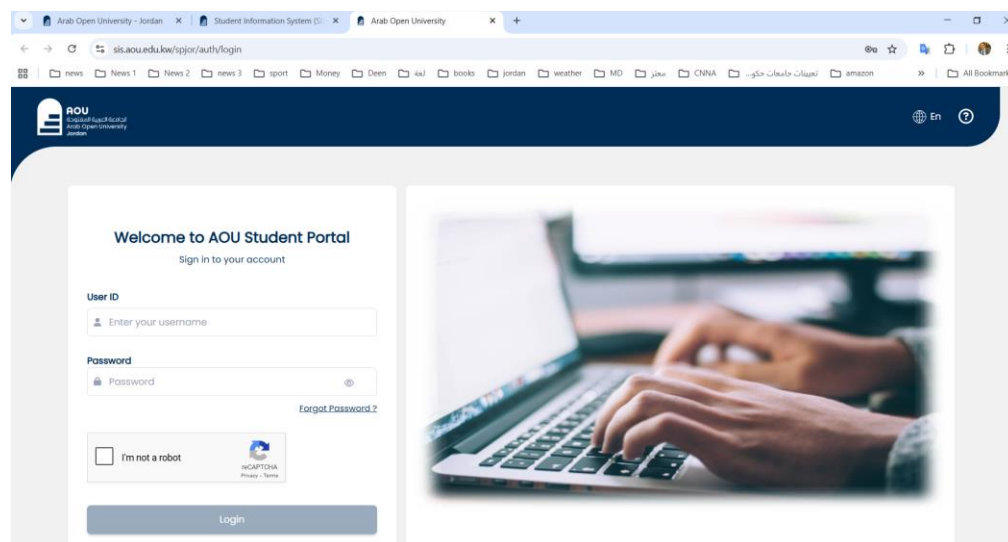 Arab Open University - Jordan
Student Information System (S
Arab Open University
sis.aou.edu.kw/spjor/auth/login
news News 1 News 2 news 3 sport Money Deen لغة books jordan weather MD معتز CNNA تعيينات جامعات حكو... amazon » All Bookmark
AOU
الجامعة العربية المفتوحة
Arab Open University
Jordan
En
Welcome to AOU Student Portal
Sign in to your account
User ID
Enter your username
Password
Password
Forgot Password ?
I'm not a robot
reCAPTCHA
Privacy - Terms
Login